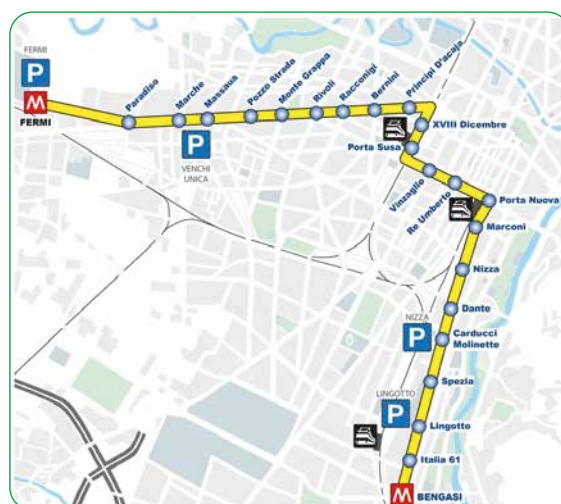 FERMI
P
M
FERMI
Paradiso
Marche
Massaua
P
VENCHI
UNICA
Pozzo Strada
Monte Grappa
Rivoli
Racconigi
Bernini
Principi D'acaja
XVIII Dicembre
Porta Susa
Vinzaglio
Re Umberto
Porta Nuova
Marconi
Nizza
Dante
NIZZA
P
Carducci
Molinette
Spezia
LINGOTTO
P
Lingotto
Italia 61
M
BENGASI